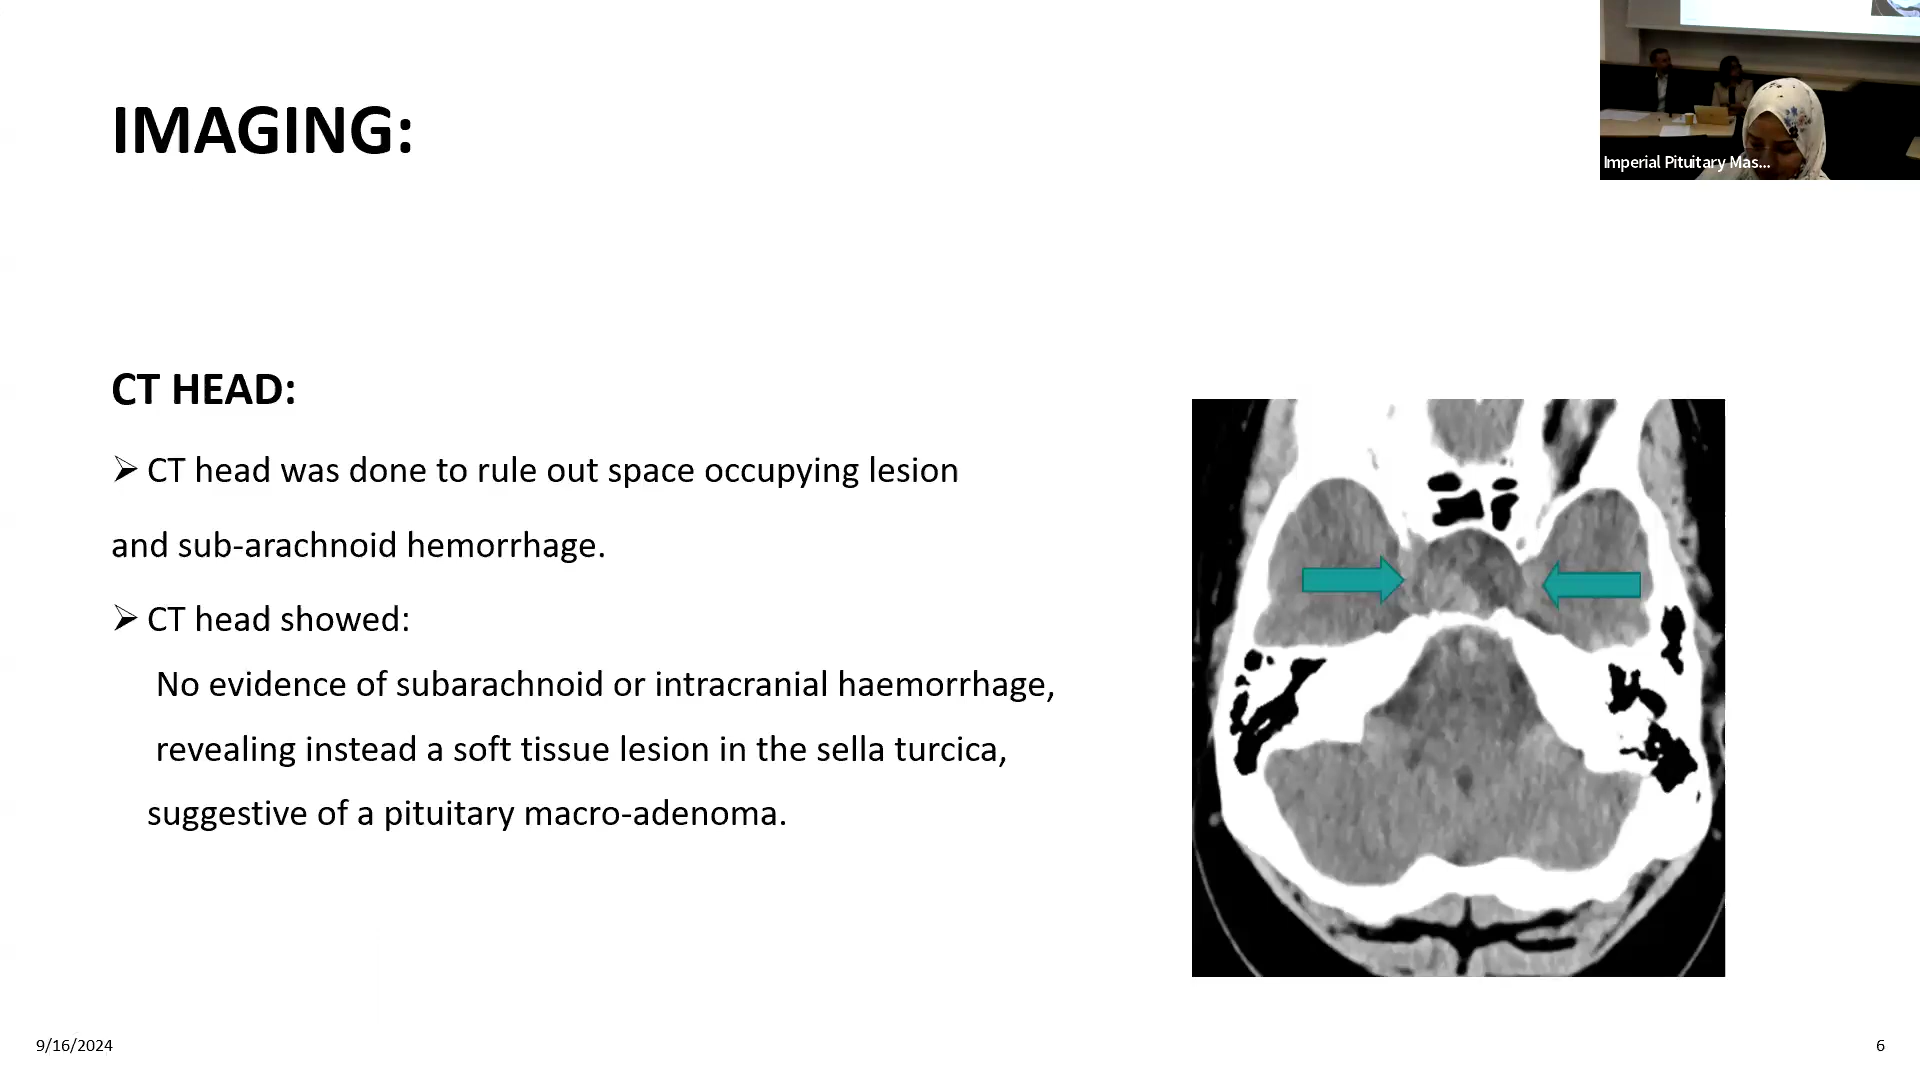 IMAGING:
Imperial Pituitary Mas...
CT HEAD:
➢ CT head was done to rule out space occupying lesion
and sub-arachnoid hemorrhage.
➢ CT head showed:
No evidence of subarachnoid or intracranial haemorrhage,
revealing instead a soft tissue lesion in the sella turcica,
suggestive of a pituitary macro-adenoma.
9/16/2024
6